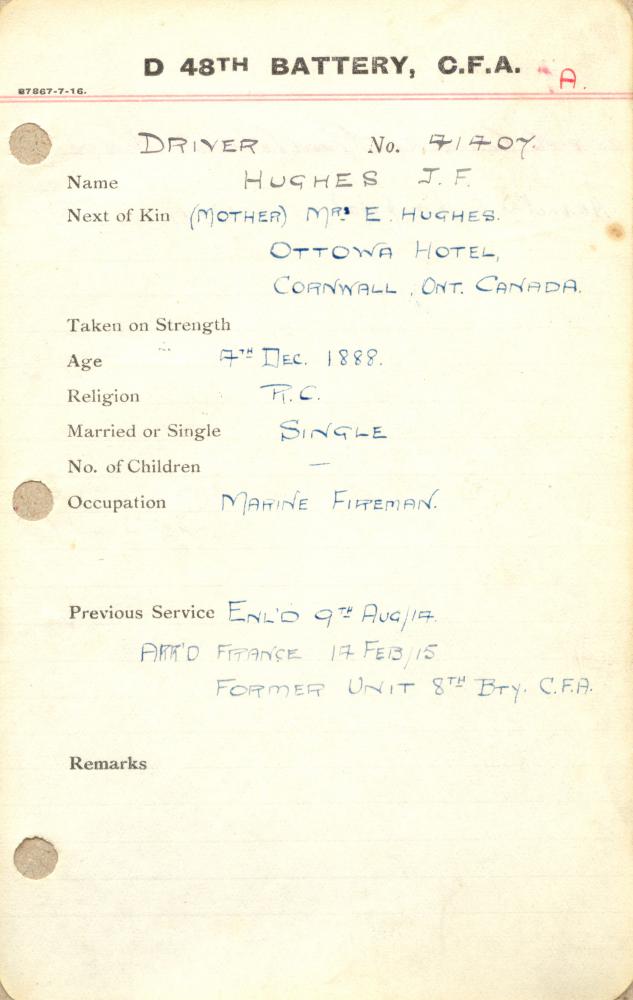 D 48TH BATTERY, C.F.A.
A.
87867-7-16.
DRIVER No. 41407.
Name HUGHES J. F.
Next of Kin (MOTHER) MRS E. HUGHES.
OTTOWA HOTEL,
CORNWALL, ONT. CANADA.
Taken on Strength
Age 4TH DEC. 1888.
Religion R.C.
Married or Single SINGLE
No. of Children —
Occupation MARINE FIREMAN.
Previous Service ENL'D 9TH AUG/14.
ARR'D FRANCE 14 FEB/15
FORMER UNIT 8TH BTY. C.F.A.
Remarks